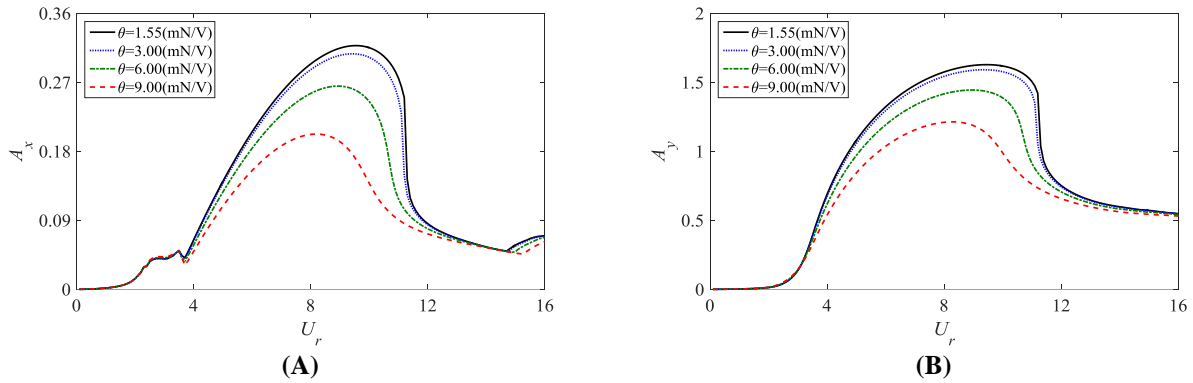 0.36
0.27
0.18
0.09
0
A_x
θ=1.55(mN/V)
θ=3.00(mN/V)
θ=6.00(mN/V)
θ=9.00(mN/V)
4
8
12
16
U_r
(A)
2
1.5
1
0.5
0
A_y
θ=1.55(mN/V)
θ=3.00(mN/V)
θ=6.00(mN/V)
θ=9.00(mN/V)
0
4
8
12
16
U_r
(B)